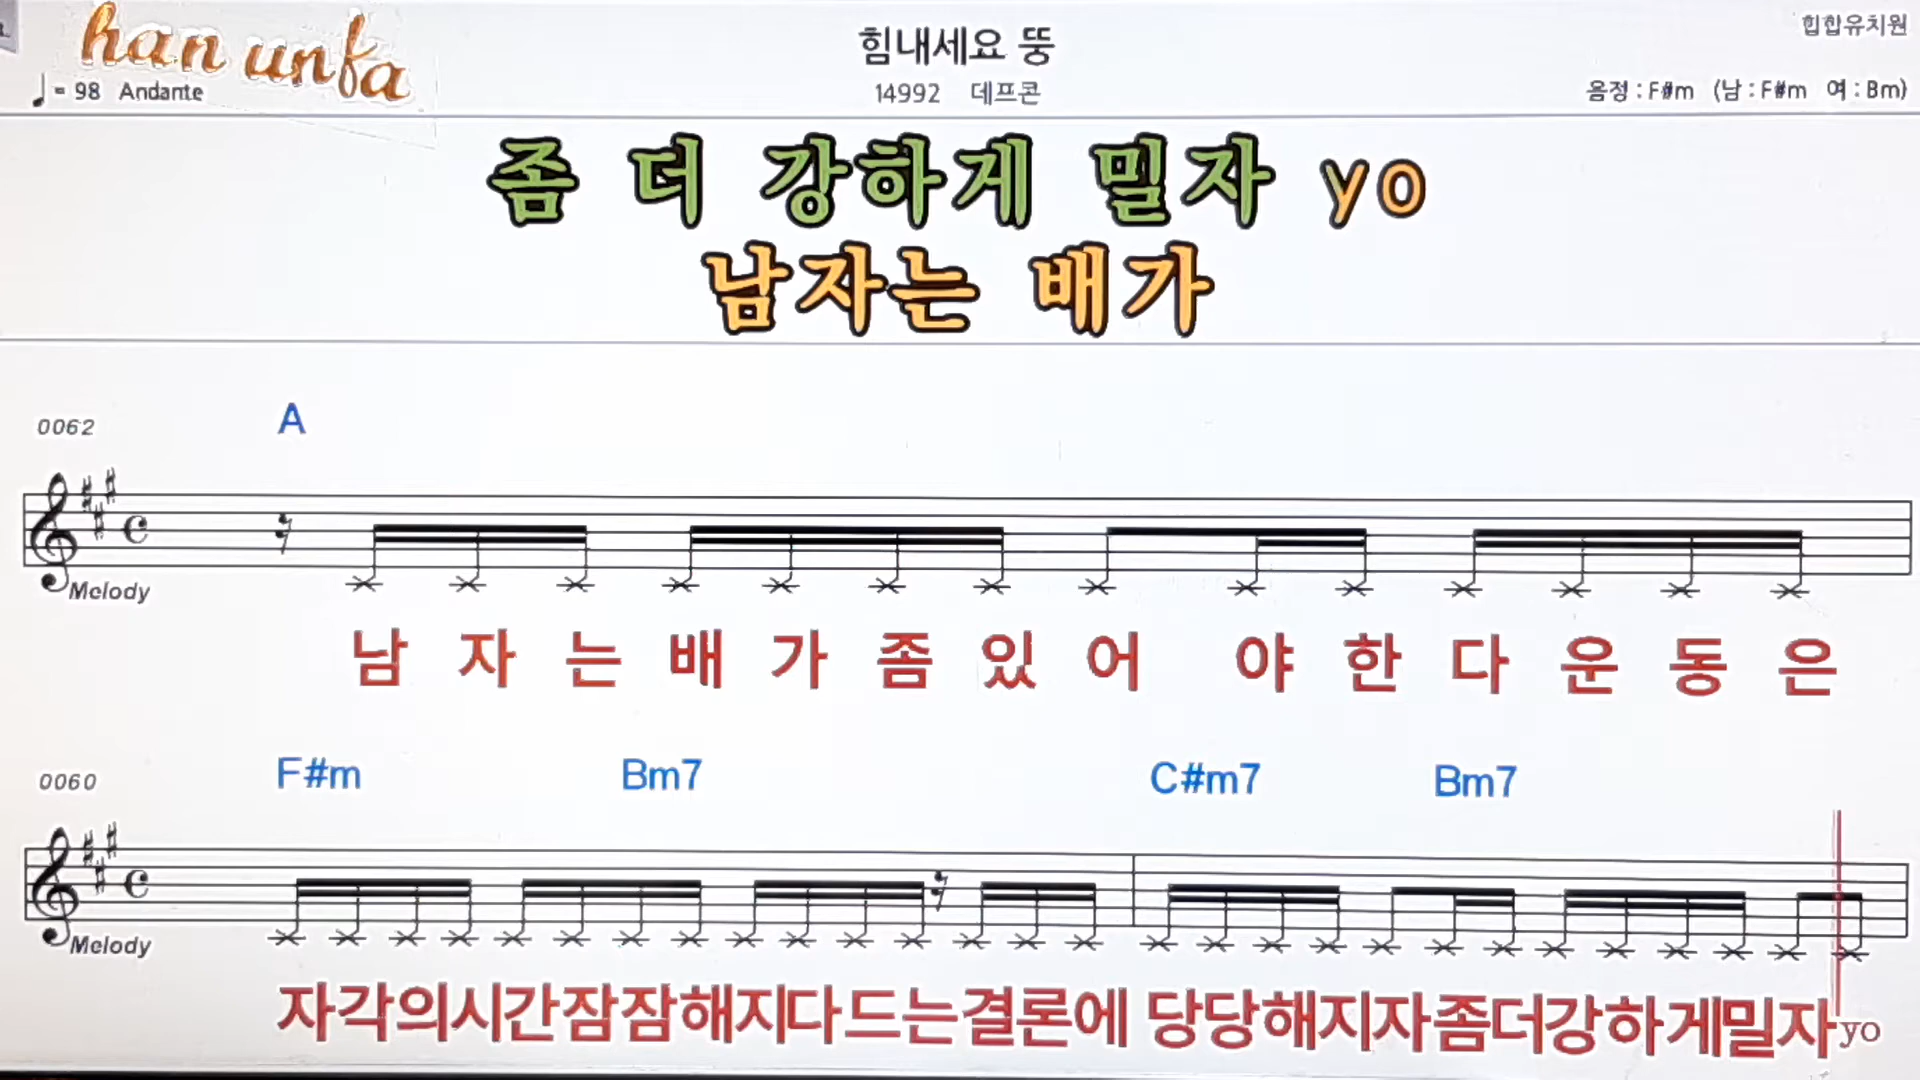 han unfa
힘내세요 뚱
힙합유치원
♩= 98 Andante
14992 데프콘
음정 : F#m (남 : F#m 여 : Bm)
좀 더 강하게 밀자 yo
남자는 배가
0062 A
Melody
남 자 는 배 가 좀 있 어 야 한 다 운 동 은
0060 F#m Bm7 C#m7 Bm7
Melody
자각의시간잠잠해지다드는결론에 당당해지자좀더강하게밀자yo